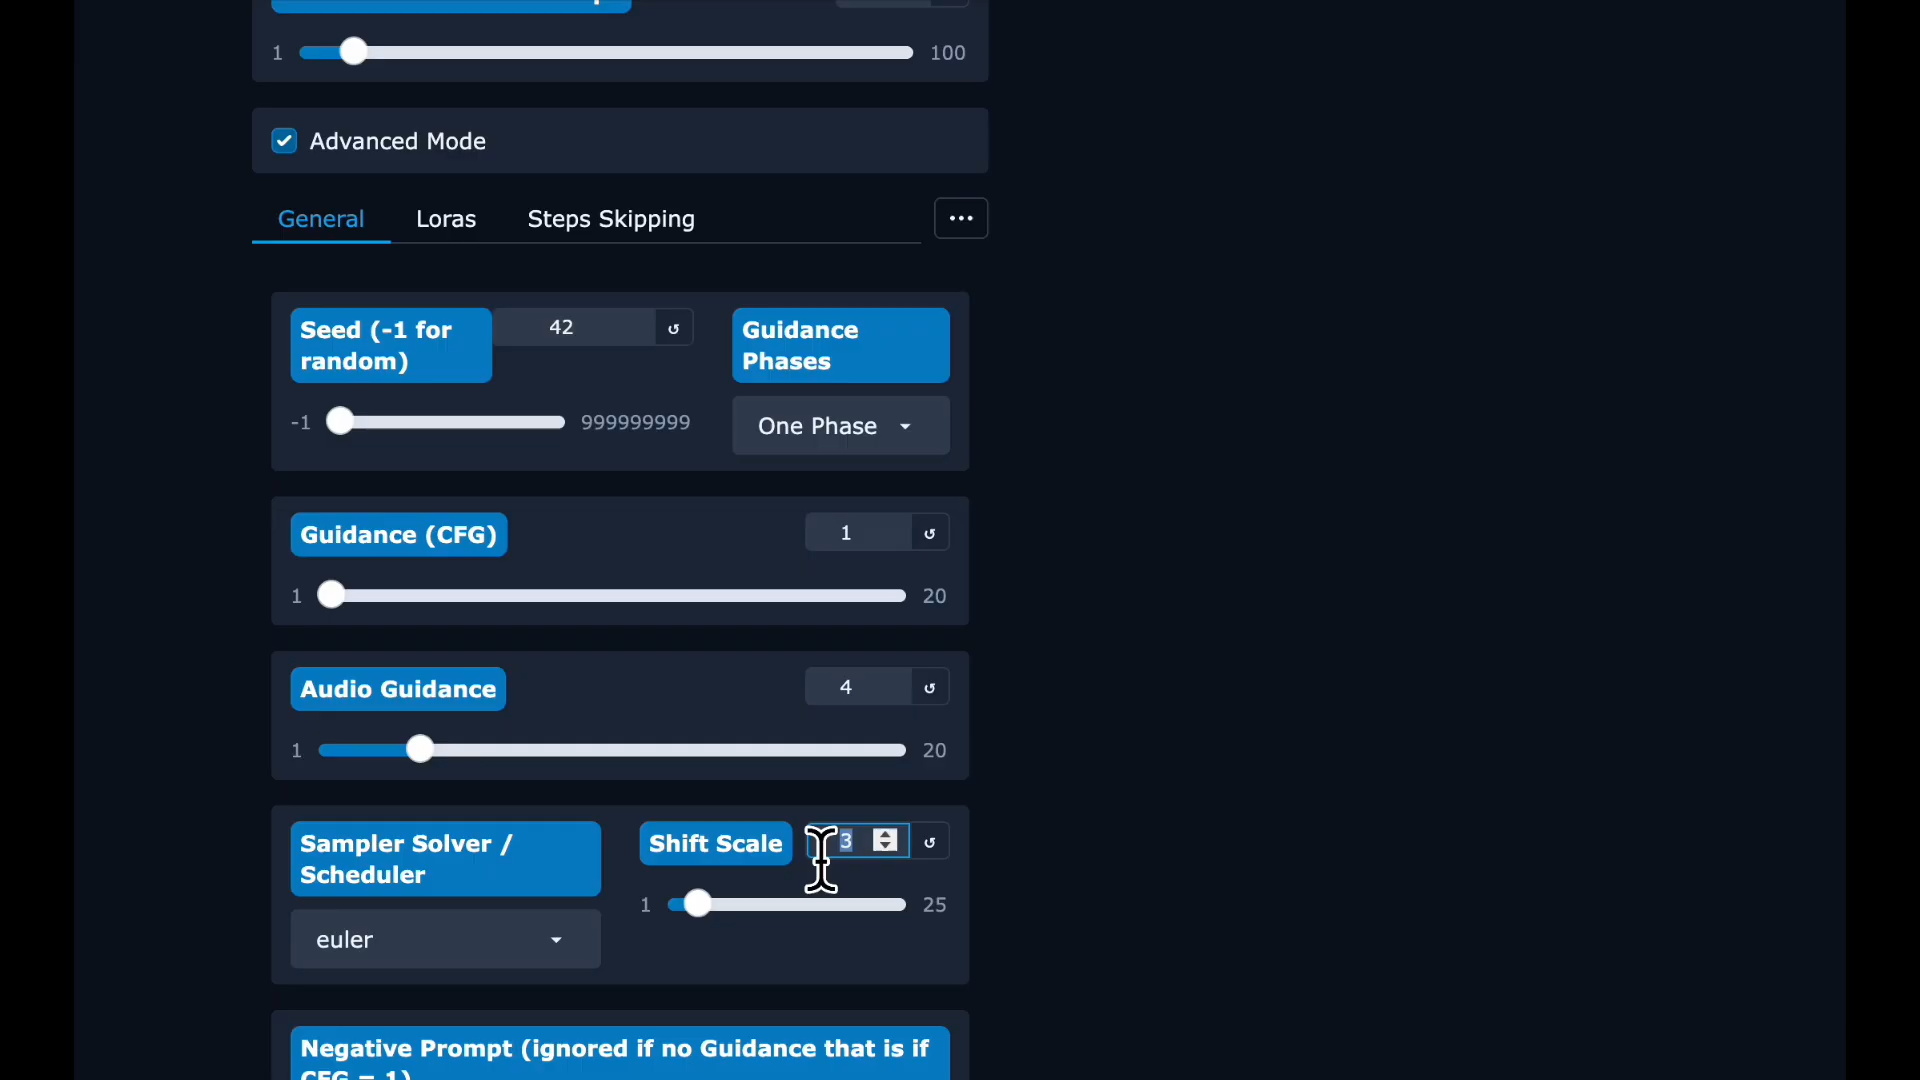 1 100
Advanced Mode
General Loras Steps Skipping ...
Seed (-1 for random) 42 ↺ Guidance Phases
-1 999999999 One Phase
Guidance (CFG) 1 ↺
1 20
Audio Guidance 4 ↺
1 20
Sampler Solver / Scheduler Shift Scale 3 ↺
1 25
euler
Negative Prompt (ignored if no Guidance that is if
CFG = 1)